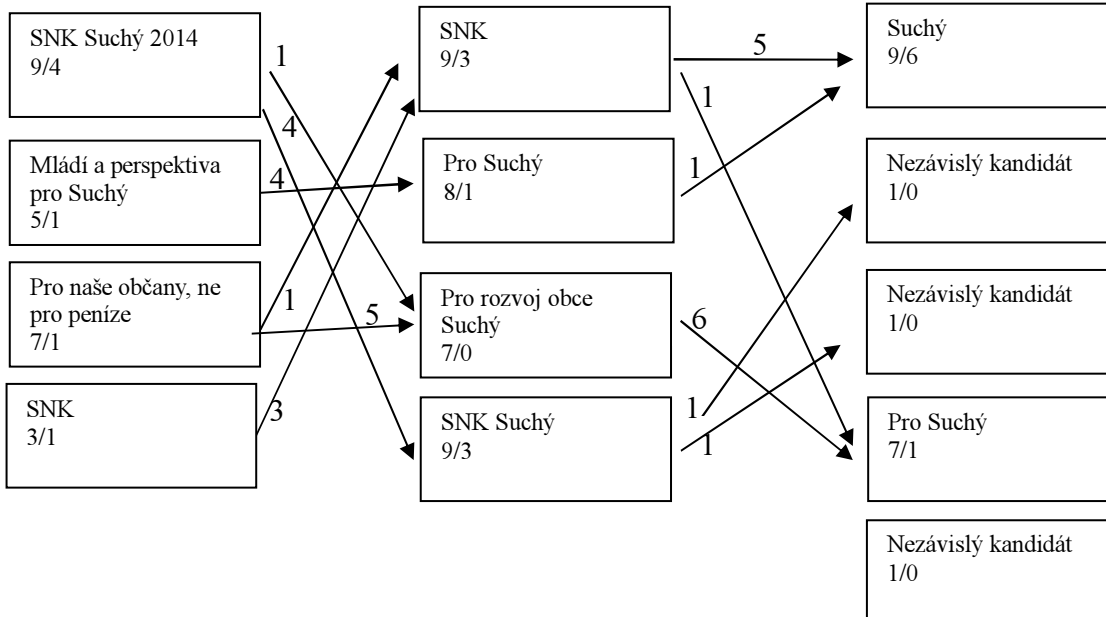 SNK Suchý 2014
9/4
Mládí a perspektiva
pro Suchý
5/1
Pro naše občany, ne
pro peníze
7/1
SNK
3/1
1
4
4
1
5
3
SNK
9/3
Pro Suchý
8/1
Pro rozvoj obce
Suchý
7/0
SNK Suchý
9/3
5
1
1
6
1
1
Suchý
9/6
Nezávislý kandidát
1/0
Nezávislý kandidát
1/0
Pro Suchý
7/1
Nezávislý kandidát
1/0